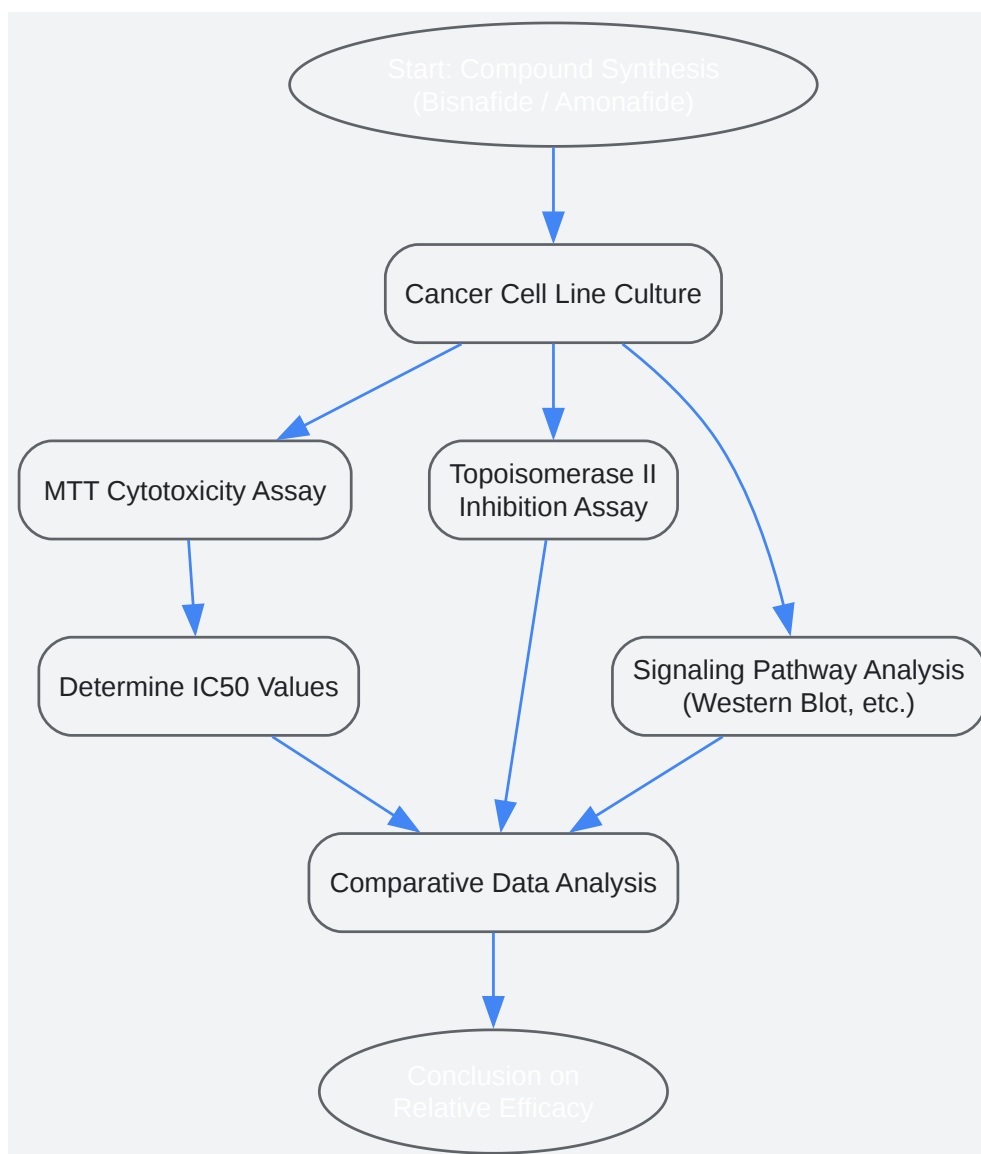 Start: Compound Synthesis
(Bisnafide / Amonafide)
Cancer Cell Line Culture
MTT Cytotoxicity Assay
Topoisomerase II
Inhibition Assay
Determine IC50 Values
Signaling Pathway Analysis
(Western Blot, etc.)
Comparative Data Analysis
Conclusion on
Relative Efficacy